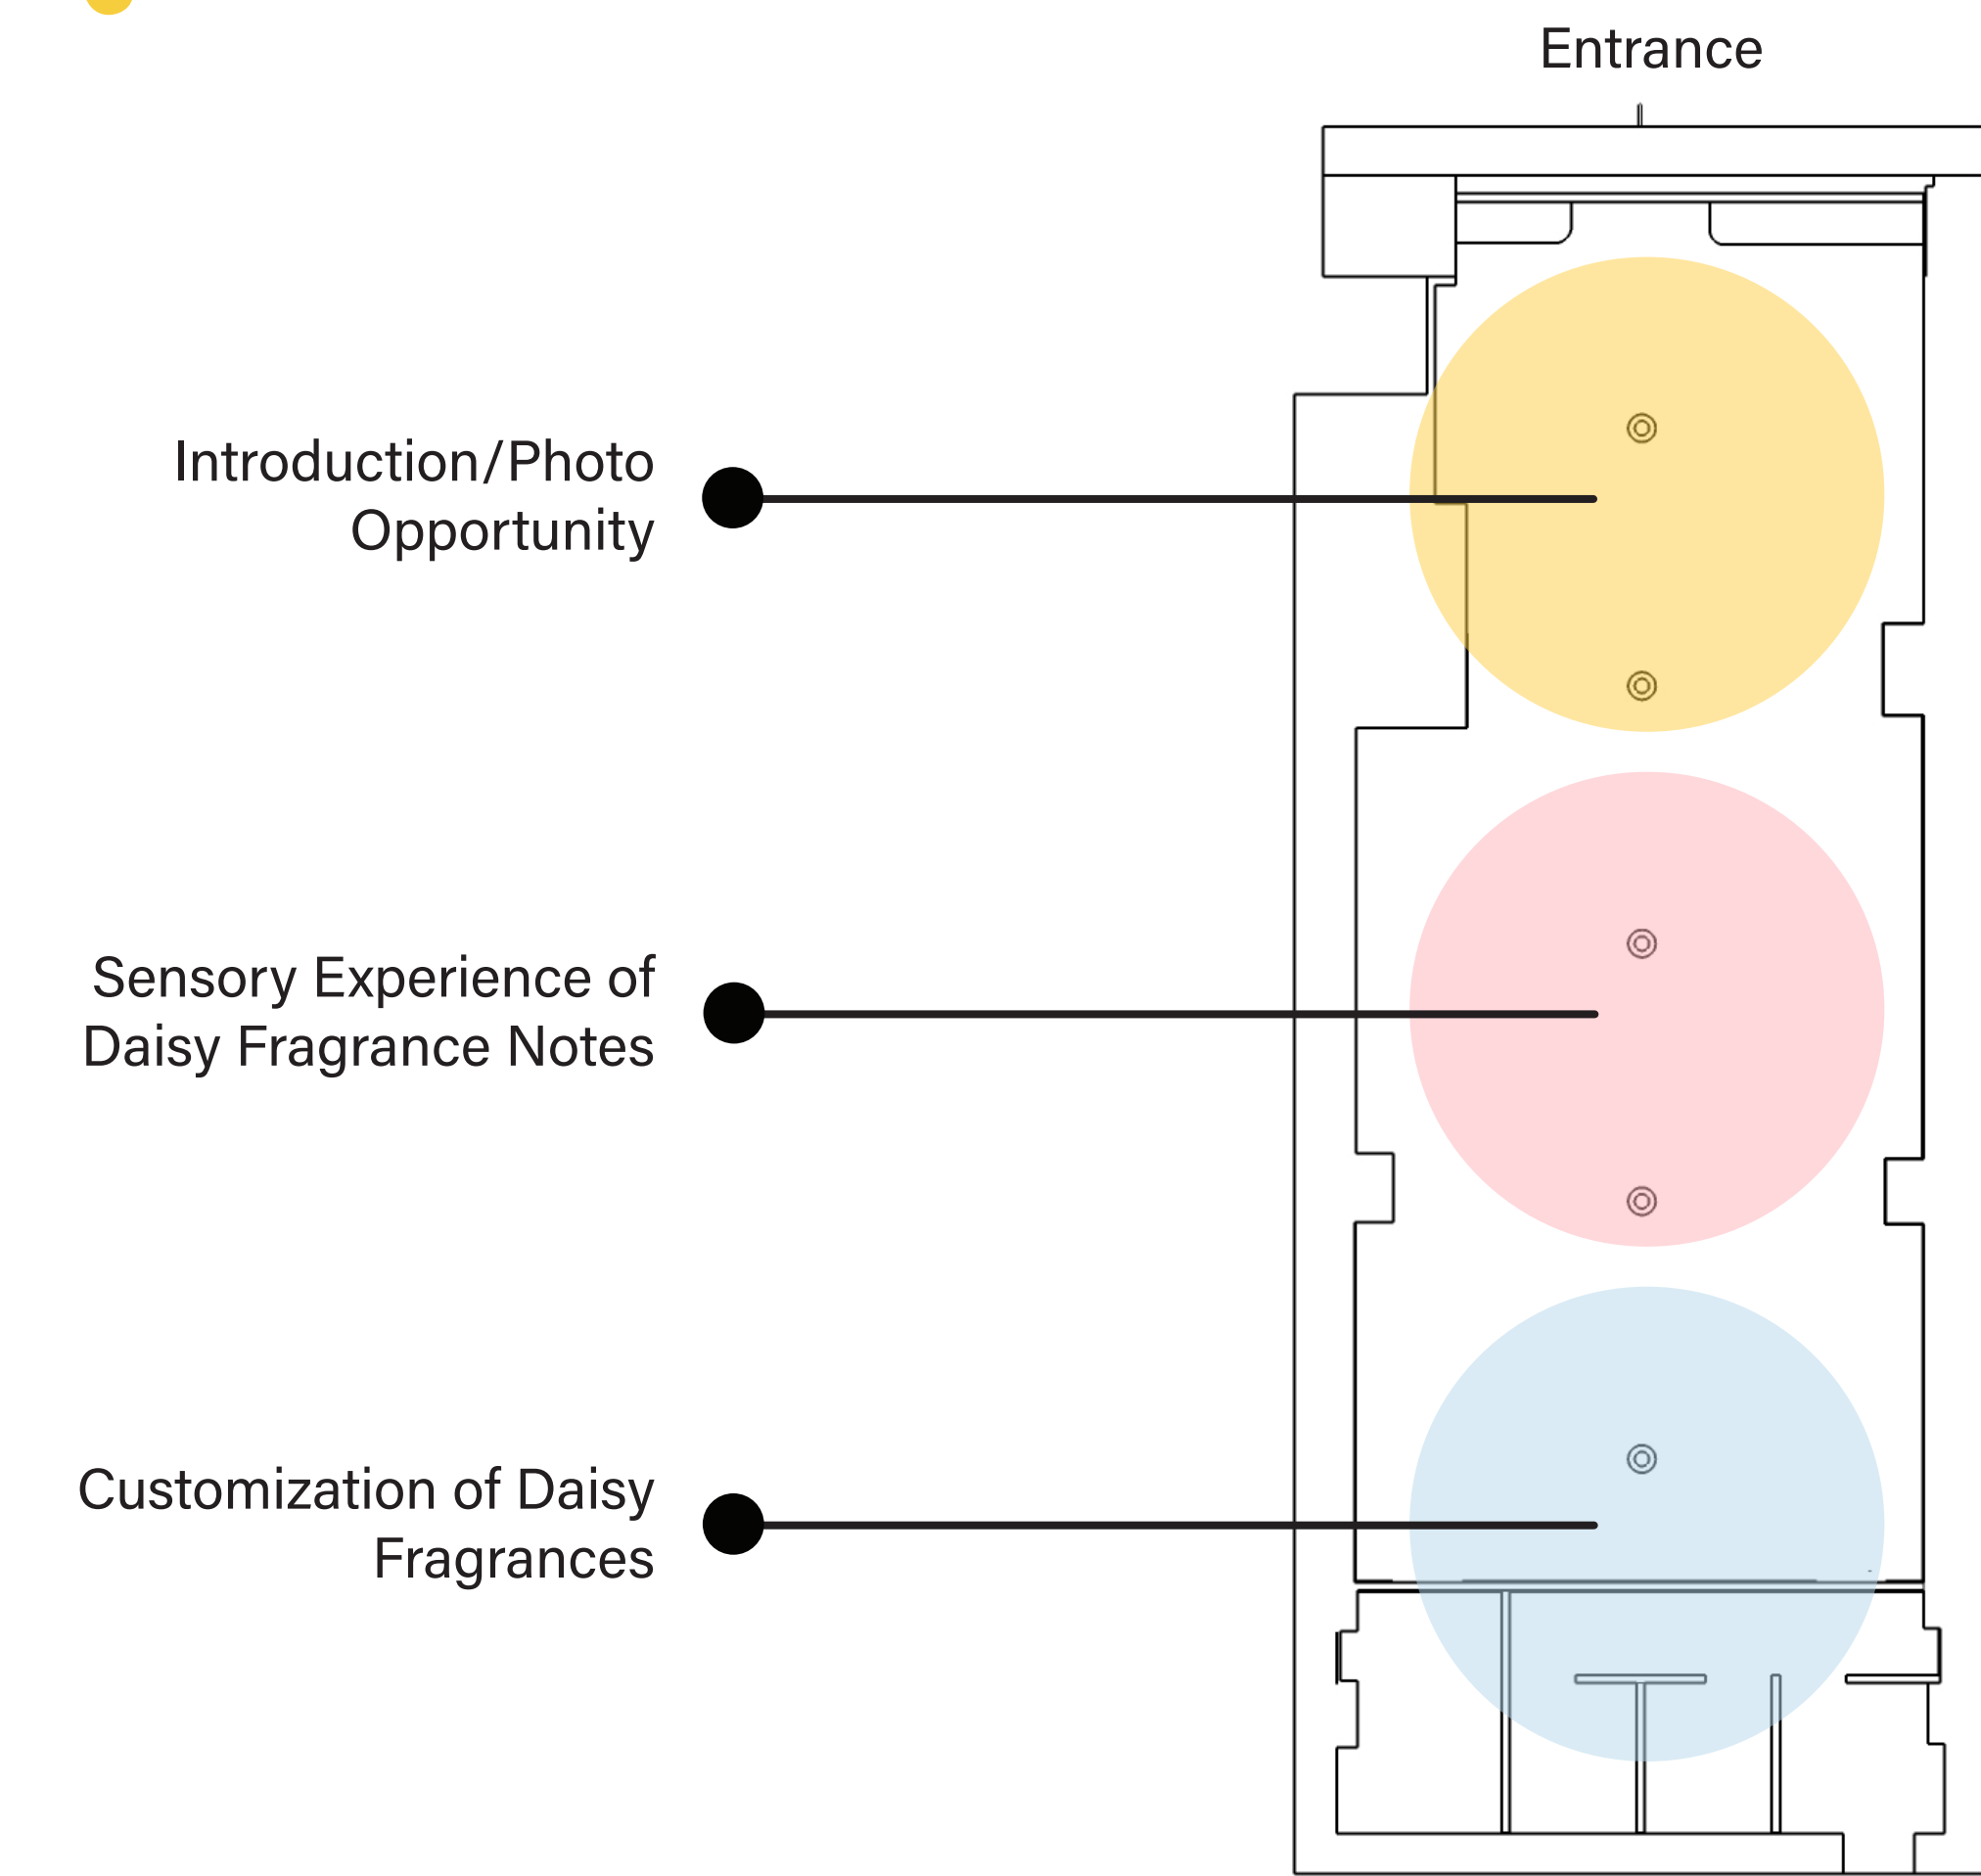 Entrance
Introduction/Photo
Opportunity
Sensory Experience of
Daisy Fragrance Notes
Customization of Daisy
Fragrances